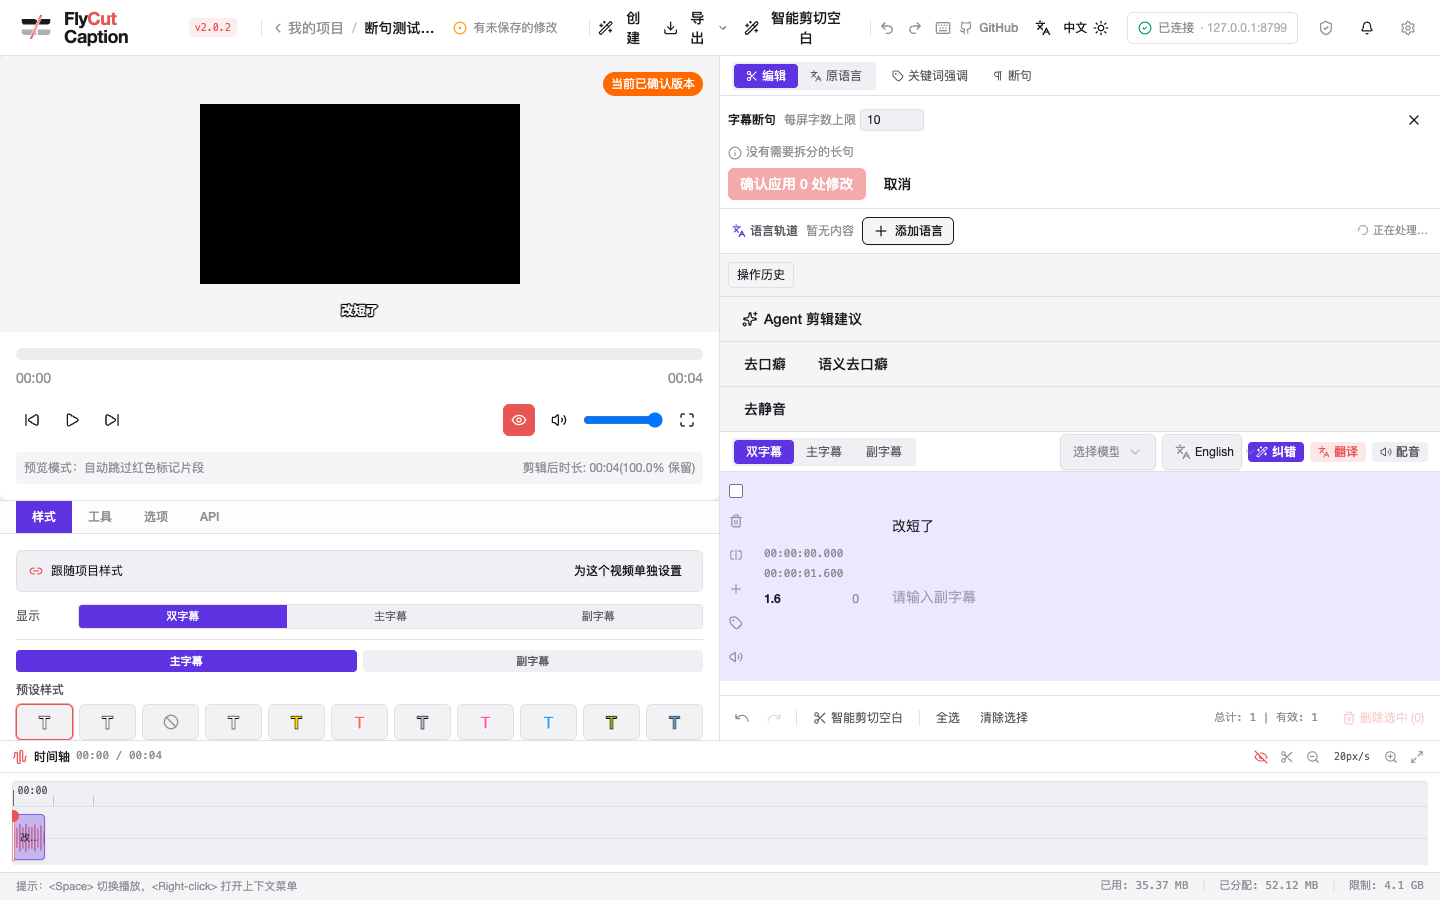 FlyCut
Caption
v2.0.2
我的项目 / 断句测试...
有未保存的修改
创建
导出
智能剪切空白
GitHub
中文
已连接 · 127.0.0.1:8799
当前已确认版本
改短了
00:00
00:04
预览模式：自动跳过红色标记片段
剪辑后时长: 00:04(100.0% 保留)
样式
工具
选项
API
跟随项目样式
为这个视频单独设置
显示
双字幕
主字幕
副字幕
主字幕
副字幕
预设样式
T T T T T T T T T T
编辑
原语言
关键词强调
断句
字幕断句
每屏字数上限
10
没有需要拆分的长句
确认应用 0 处修改
取消
语言轨道
暂无内容
添加语言
正在处理...
操作历史
Agent 剪辑建议
去口癖
语义去口癖
去静音
双字幕
主字幕
副字幕
选择模型
English
纠错
翻译
配音
改短了
00:00:00.000
00:00:01.600
1.6
0
请输入副字幕
智能剪切空白
全选
清除选择
总计: 1 | 有效: 1
删除选中 (0)
时间轴
00:00 / 00:04
20px/s
00:00
改...
提示: <Space> 切换播放, <Right-click> 打开上下文菜单
已用: 35.37 MB
已分配: 52.12 MB
限制: 4.1 GB